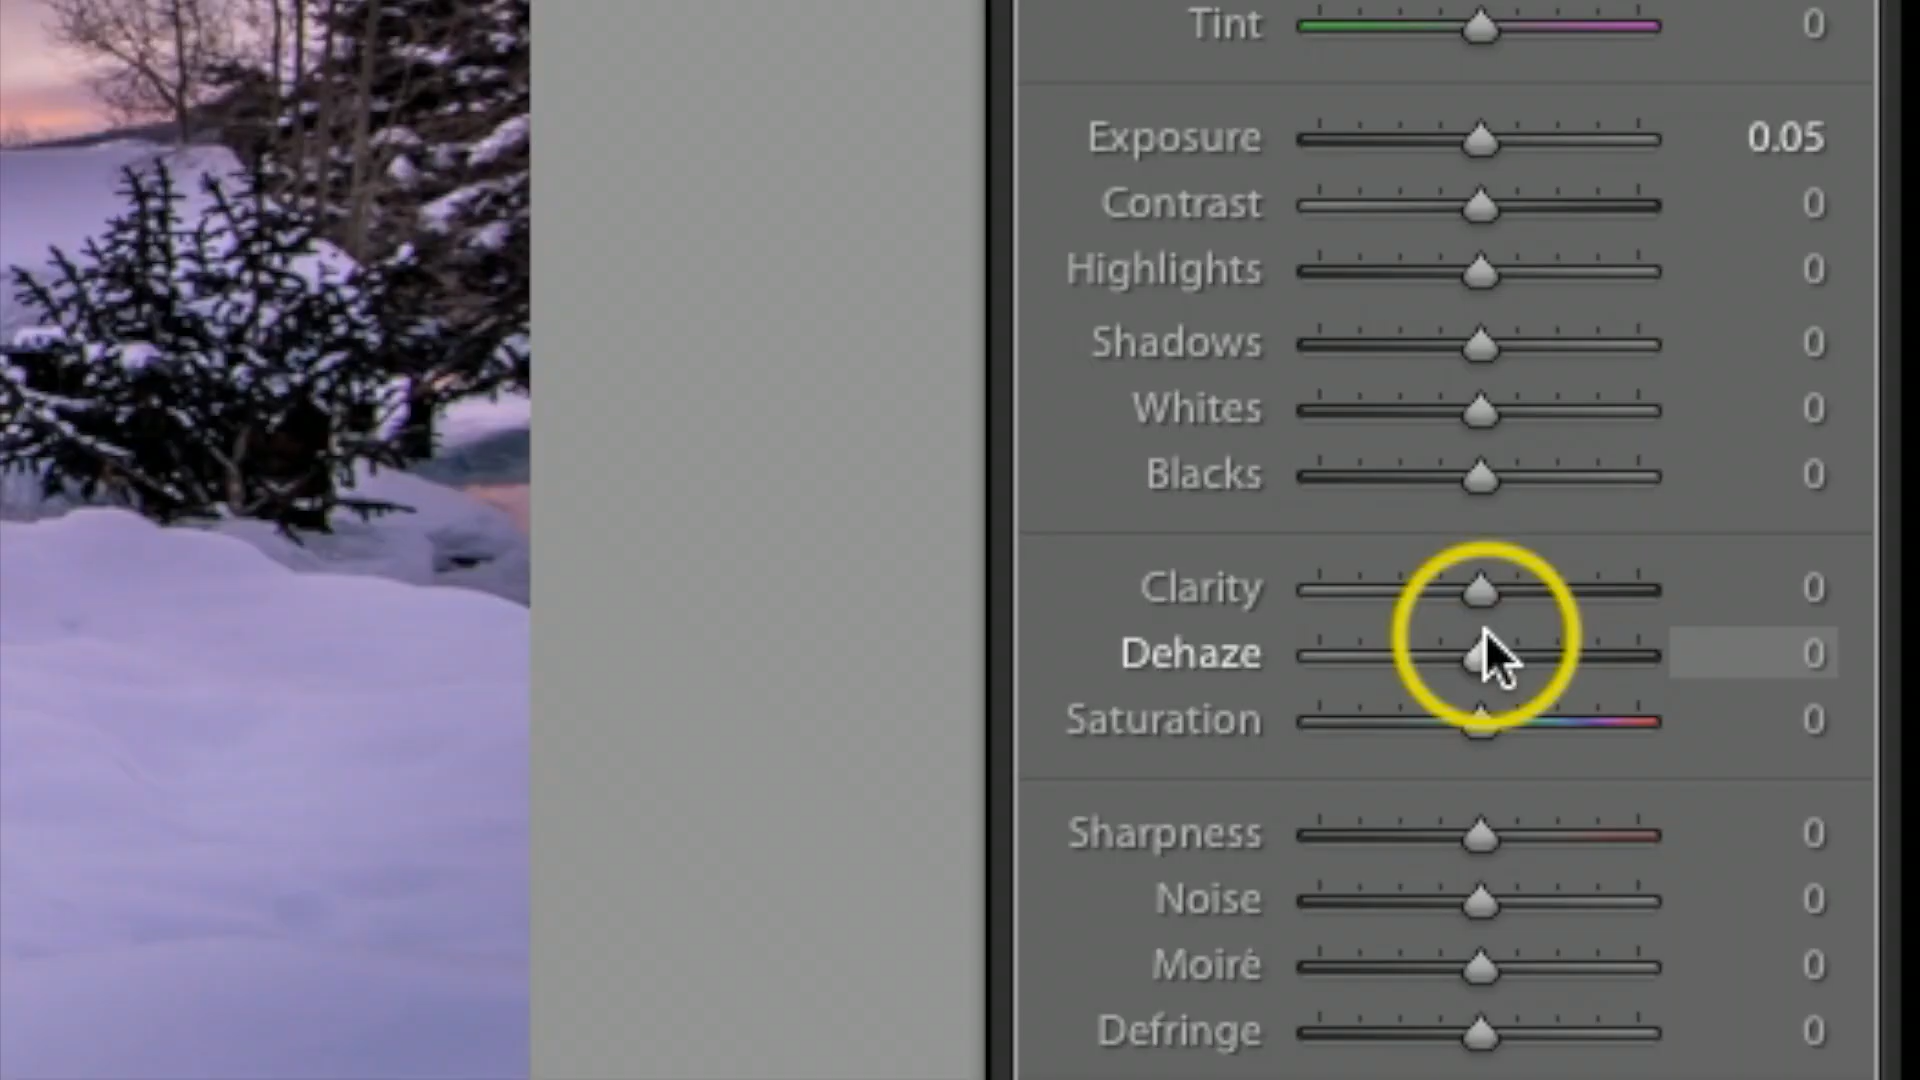 Tint 0
Exposure 0.05
Contrast 0
Highlights 0
Shadows 0
Whites 0
Blacks 0
Clarity 0
Dehaze 0
Saturation 0
Sharpness 0
Noise 0
Moiré 0
Defringe 0